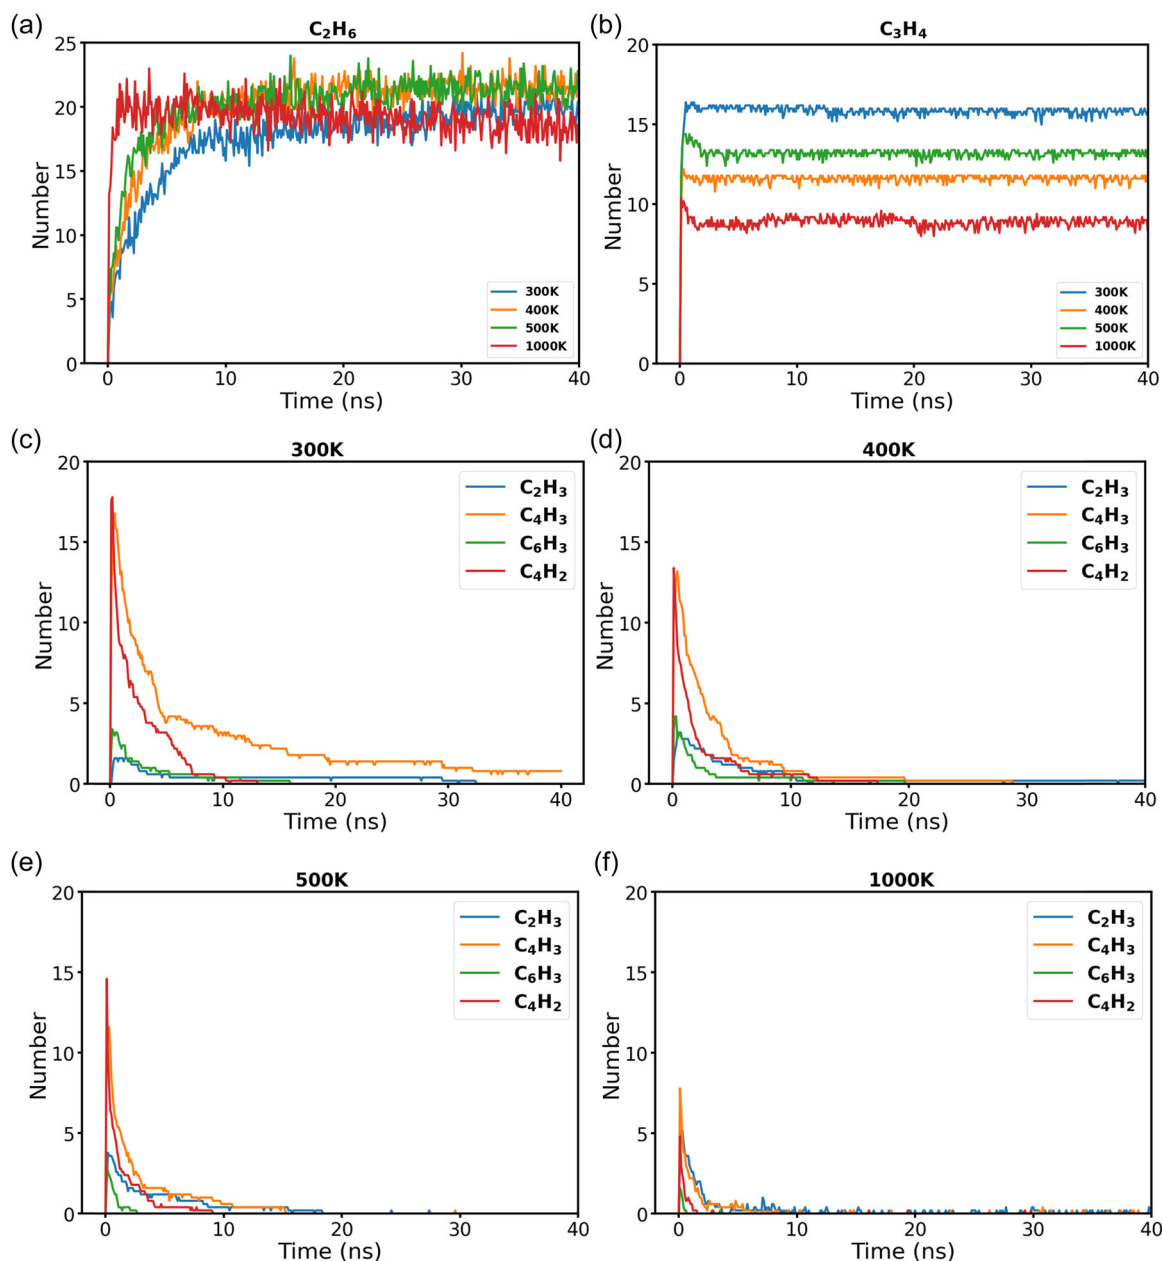 (a)
C₂H₆
Number
25
20
15
10
5
0
0 10 20 30 40
Time (ns)
300K
400K
500K
1000K
(b)
C₃H₄
Number
20
15
10
5
0
0 10 20 30 40
Time (ns)
300K
400K
500K
1000K
(c)
300K
Number
20
15
10
5
0
0 10 20 30 40
Time (ns)
C₂H₃
C₄H₃
C₆H₃
C₄H₂
(d)
400K
Number
20
15
10
5
0
0 10 20 30 40
Time (ns)
C₂H₃
C₄H₃
C₆H₃
C₄H₂
(e)
500K
Number
20
15
10
5
0
0 10 20 30 40
Time (ns)
C₂H₃
C₄H₃
C₆H₃
C₄H₂
(f)
1000K
Number
20
15
10
5
0
0 10 20 30 40
Time (ns)
C₂H₃
C₄H₃
C₆H₃
C₄H₂